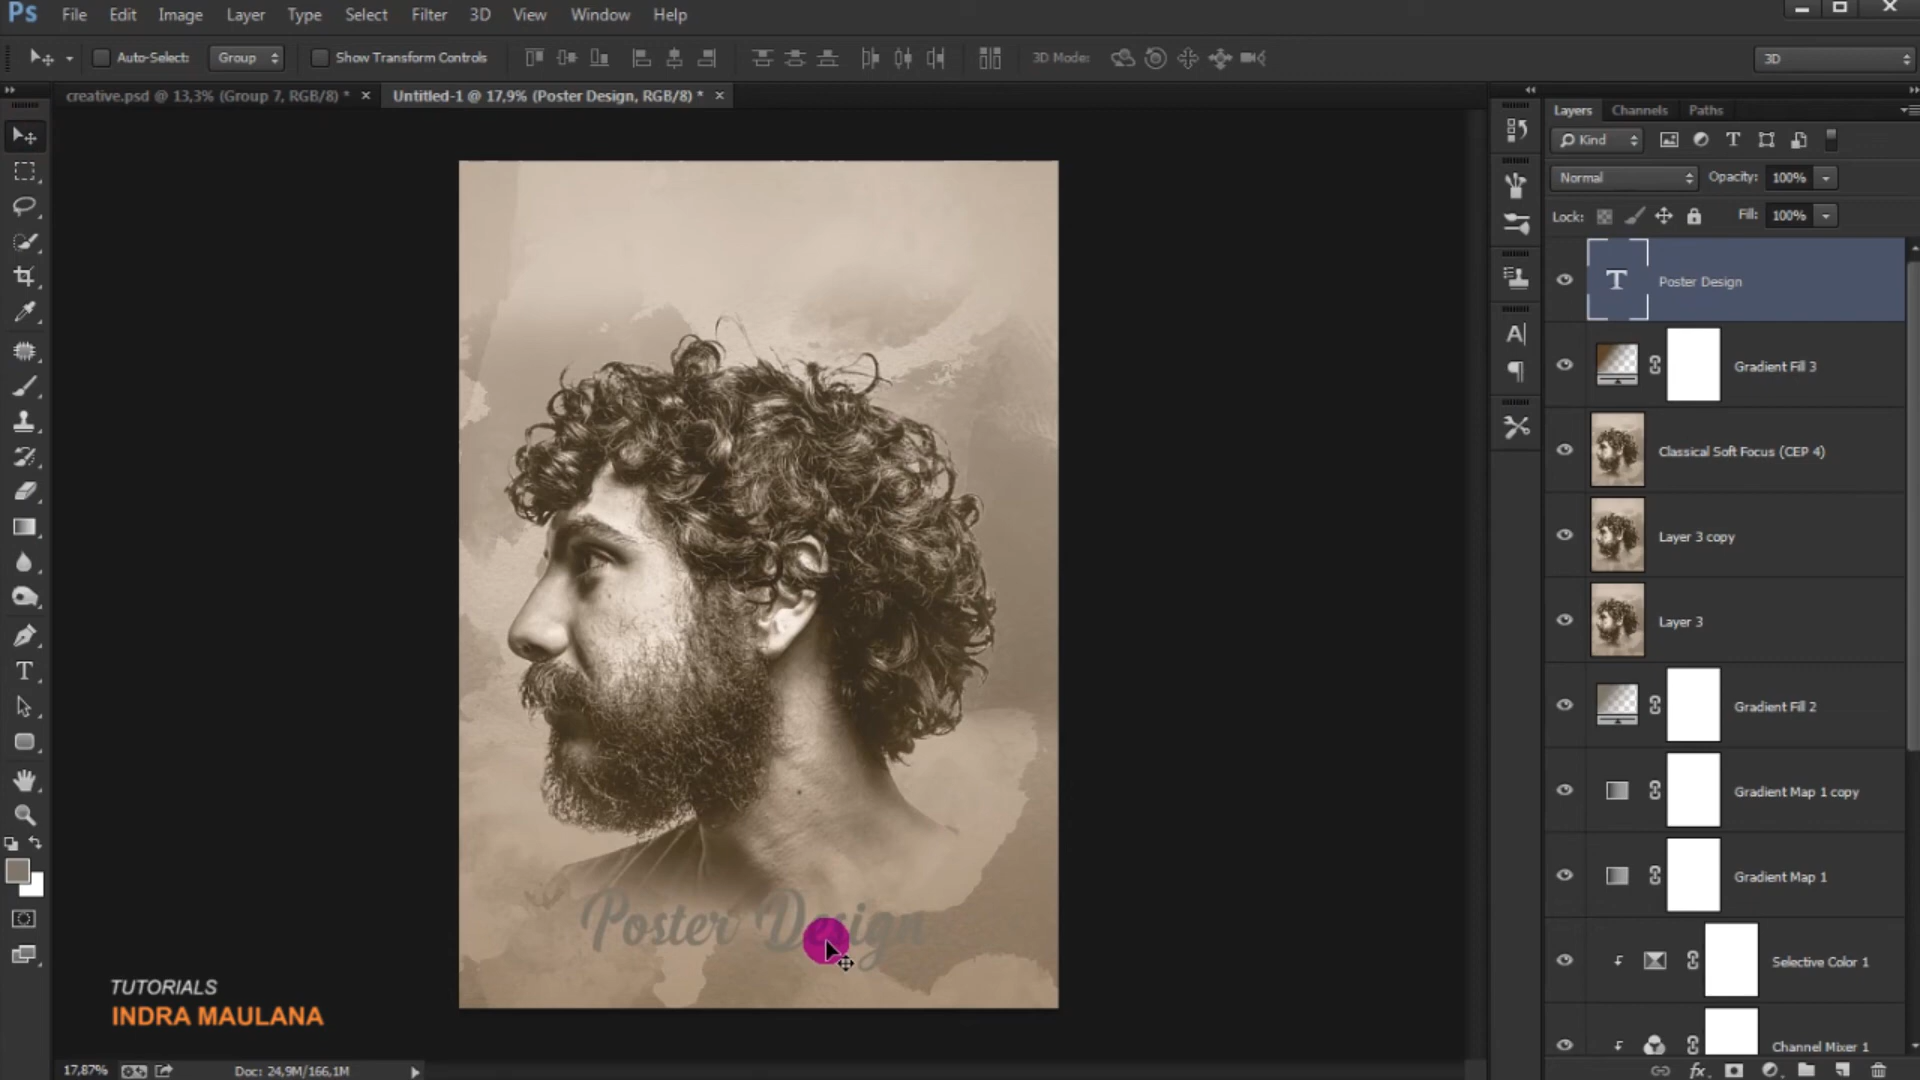 Ps File Edit Image Layer Type Select Filter 3D View Window Help
Auto-Select: Group Show Transform Controls 3D Mode: 3D
creative.psd @ 13,3% (Group 7, RGB/8) * × Untitled-1 @ 17,9% (Poster Design, RGB/8) * ×
Layers Channels Paths
Kind
Normal Opacity: 100%
Lock: Fill: 100%
T Poster Design
Gradient Fill 3
Classical Soft Focus (CEP 4)
Layer 3 copy
Layer 3
Gradient Fill 2
Gradient Map 1 copy
Gradient Map 1
Selective Color 1
Channel Mixer 1
Poster Design
TUTORIALS
INDRA MAULANA
17,87% Doc: 24,9M/166,1M